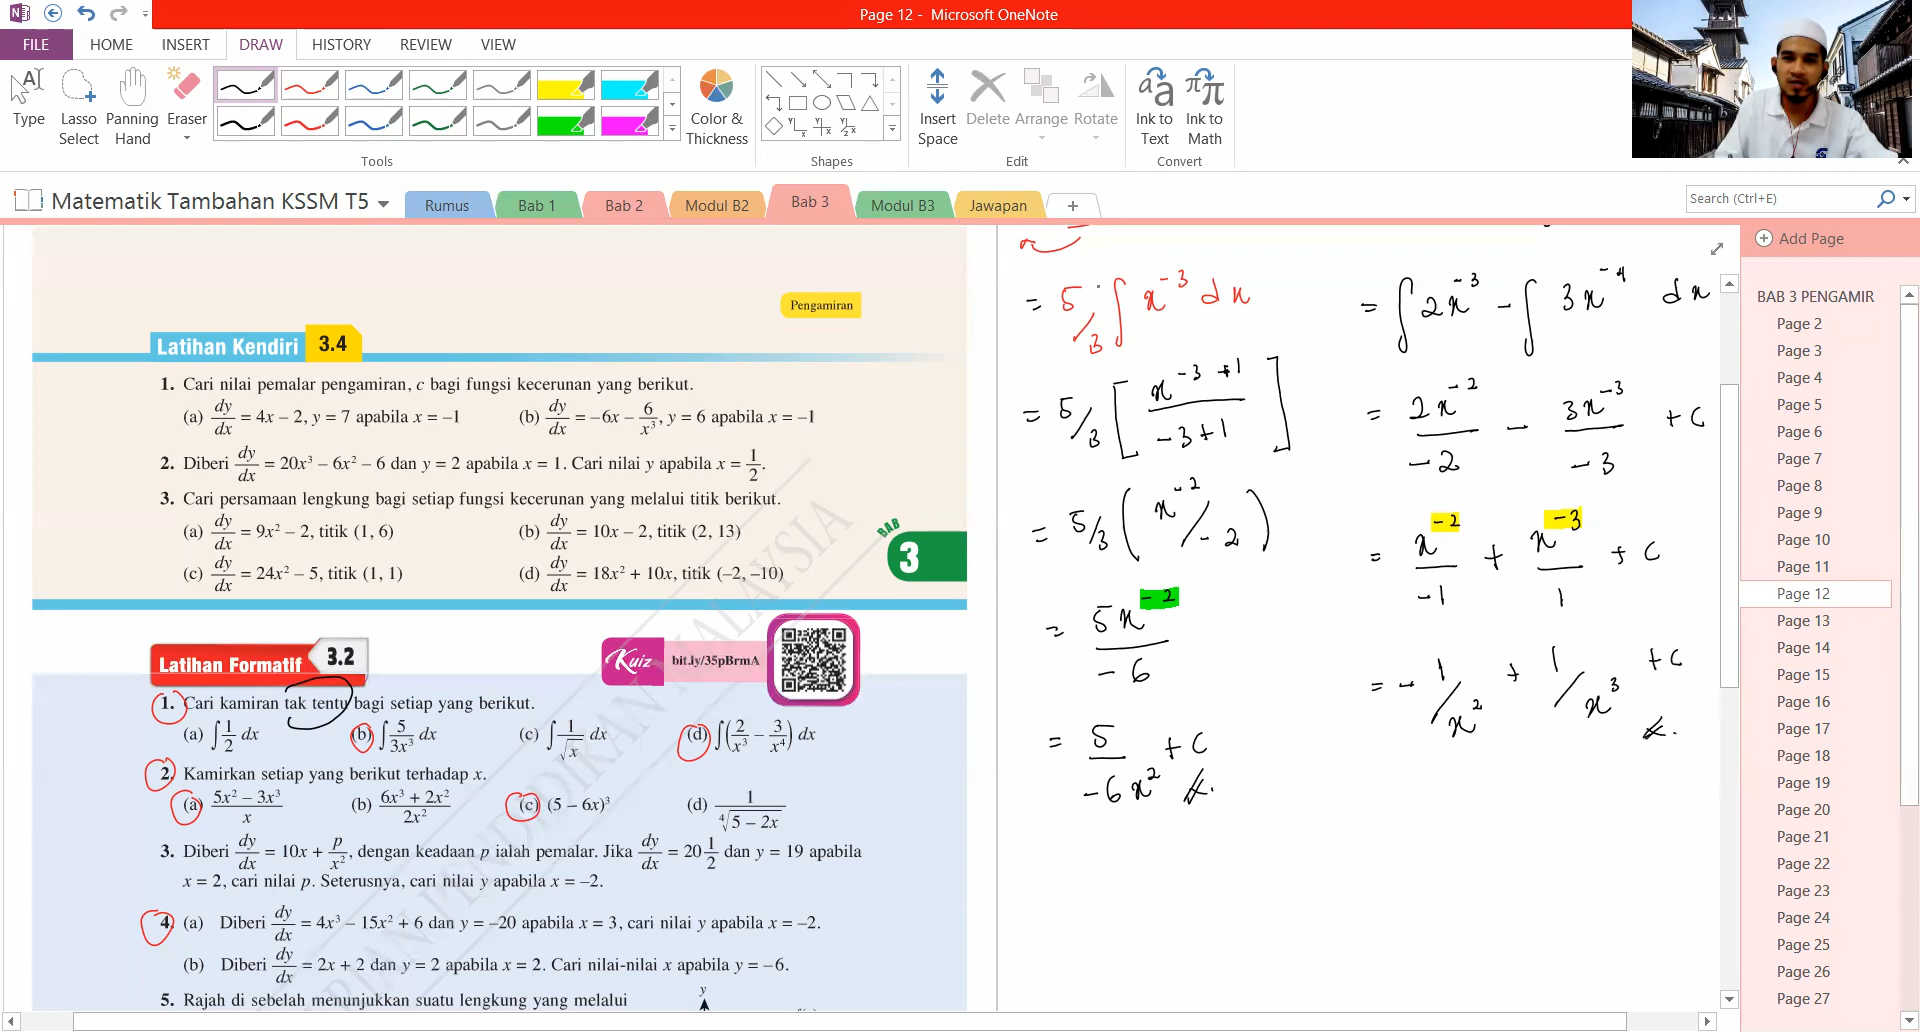 Page 12 - Microsoft OneNote
FILE HOME INSERT DRAW HISTORY REVIEW VIEW
Type Lasso Select Panning Hand Eraser Color & Thickness Insert Space Delete Arrange Rotate Ink to Text Ink to Math
Tools Shapes Edit Convert
Matematik Tambahan KSSM T5 Rumus Bab 1 Bab 2 Modul B2 Bab 3 Modul B3 Jawapan + Search (Ctrl+E)
Pengamiran
Latihan Kendiri 3.4
1. Cari nilai pemalar pengamiran, c bagi fungsi kecerunan yang berikut.
(a) dy/dx = 4x – 2, y = 7 apabila x = –1 (b) dy/dx = –6x – 6/x³, y = 6 apabila x = –1
2. Diberi dy/dx = 20x³ – 6x² – 6 dan y = 2 apabila x = 1. Cari nilai y apabila x = 1/2.
3. Cari persamaan lengkung bagi setiap fungsi kecerunan yang melalui titik berikut.
(a) dy/dx = 9x² – 2, titik (1, 6) (b) dy/dx = 10x – 2, titik (2, 13)
(c) dy/dx = 24x² – 5, titik (1, 1) (d) dy/dx = 18x² + 10x, titik (–2, –10)
BAB 3
Latihan Formatif 3.2 Kuiz bit.ly/35pBrmA
1. Cari kamiran tak tentu bagi setiap yang berikut.
(a) ∫ 1/2 dx (b) ∫ 5/3x³ dx (c) ∫ 1/√x dx (d) ∫(2/x³ – 3/x⁴) dx
2. Kamirkan setiap yang berikut terhadap x.
(a) (5x² – 3x³)/x (b) (6x³ + 2x²)/2x² (c) (5 – 6x)³ (d) 1/⁴√(5 – 2x)
3. Diberi dy/dx = 10x + p/x², dengan keadaan p ialah pemalar. Jika dy/dx = 20 1/2 dan y = 19 apabila
x = 2, cari nilai p. Seterusnya, cari nilai y apabila x = –2.
4. (a) Diberi dy/dx = 4x³ – 15x² + 6 dan y = –20 apabila x = 3, cari nilai y apabila x = –2.
(b) Diberi dy/dx = 2x + 2 dan y = 2 apabila x = 2. Cari nilai-nilai x apabila y = –6.
5. Rajah di sebelah menunjukkan suatu lengkung yang melalui
y
= 5/3 ∫ x⁻³ dx
= 5/3 [ x⁻³⁺¹ / -3+1 ]
= 5/3 ( x⁻² / -2 )
= 5x⁻² / -6
= 5 / -6x² + c
= ∫ 2x⁻³ - ∫ 3x⁻⁴ dx
= 2x⁻² / -2 - 3x⁻³ / -3 + c
= x⁻² / -1 + x⁻³ / 1 + c
= - 1/x² + 1/x³ + c
Add Page
BAB 3 PENGAMIR
Page 2
Page 3
Page 4
Page 5
Page 6
Page 7
Page 8
Page 9
Page 10
Page 11
Page 12
Page 13
Page 14
Page 15
Page 16
Page 17
Page 18
Page 19
Page 20
Page 21
Page 22
Page 23
Page 24
Page 25
Page 26
Page 27